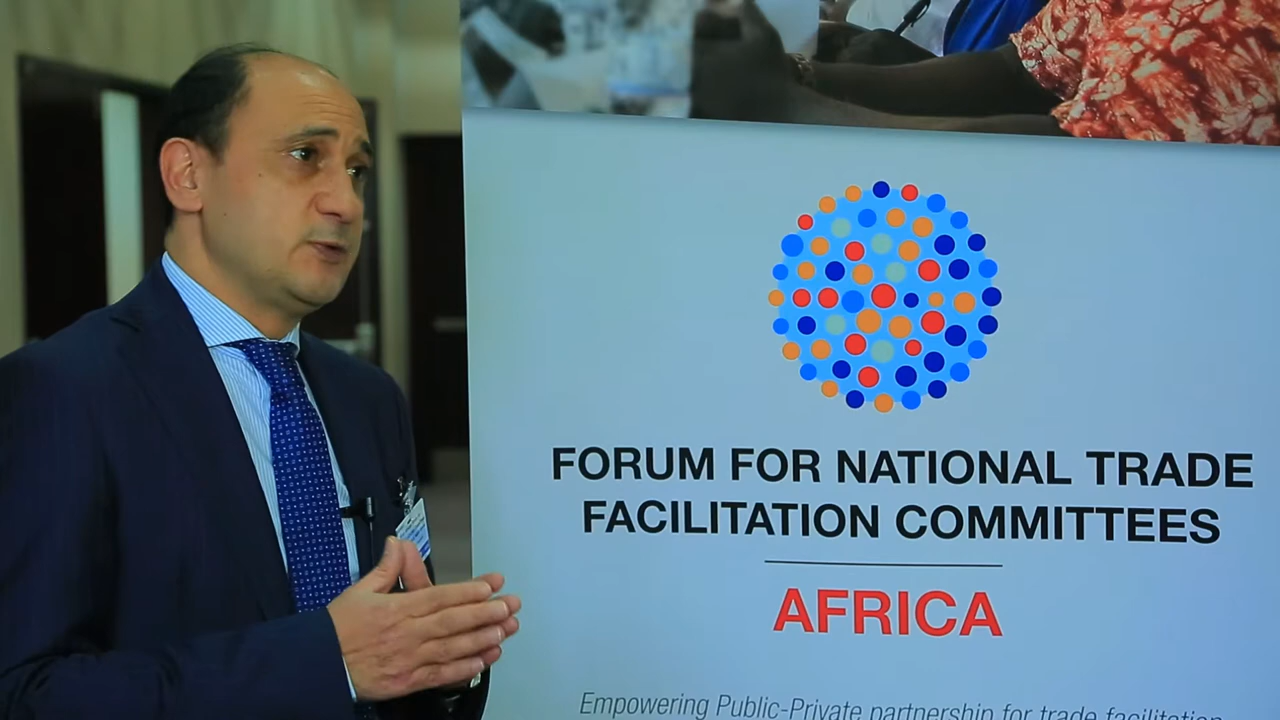 FORUM FOR NATIONAL TRADE
FACILITATION COMMITTEES
AFRICA
Empowering Public-Private partnership for trade facilitation